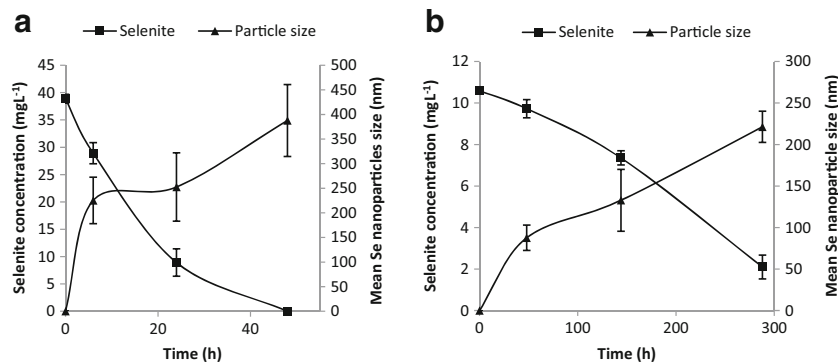 a
Selenite Particle size
Selenite concentration (mgL⁻¹)
45
40
35
30
25
20
15
10
5
0
500
450
400
350
300
250
200
150
100
50
0
Mean Se nanoparticles size (nm)
0 20 40
Time (h)
b
Selenite Particle size
Selenite concentration (mgL⁻¹)
12
10
8
6
4
2
0
300
250
200
150
100
50
0
Mean Se nanoparticles size (nm)
0 100 200 300
Time (h)